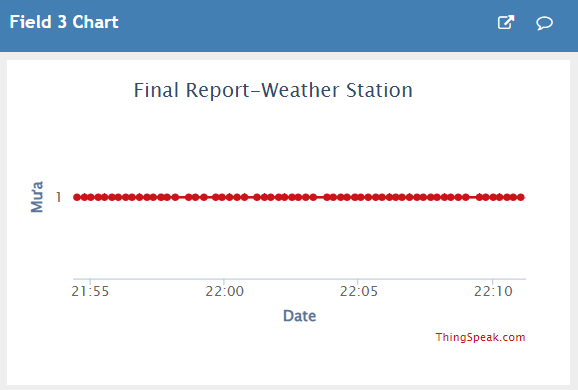 Field 3 Chart
Final Report-Weather Station
Mưa
1
21:55 22:00 22:05 22:10
Date
ThingSpeak.com